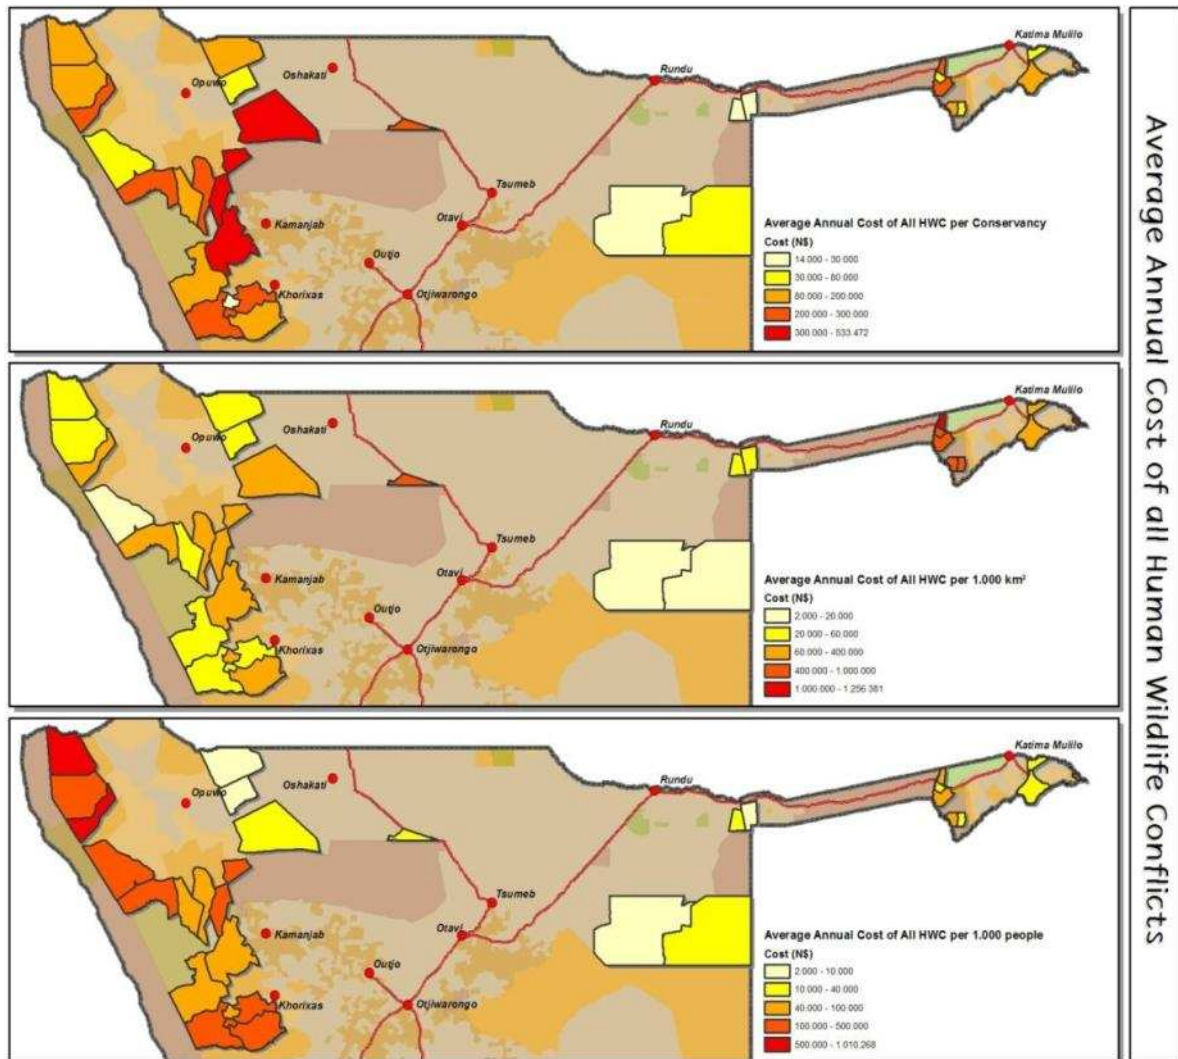 Katima Mulilo
Opuwo
Oshakati
Rundu
Tsumeb
Otavi
Kamanjab
Outjo
Khorixas
Otjiwarongo
Average Annual Cost of All HWC per Conservancy
Cost (N$)
14.000 - 30.000
30.000 - 80.000
80.000 - 200.000
200.000 - 300.000
300.000 - 533.472
Katima Mulilo
Opuwo
Oshakati
Rundu
Tsumeb
Otavi
Kamanjab
Outjo
Khorixas
Otjiwarongo
Average Annual Cost of All HWC per 1.000 km²
Cost (N$)
2.000 - 20.000
20.000 - 60.000
60.000 - 400.000
400.000 - 1.000.000
1.000.000 - 1.256.381
Katima Mulilo
Opuwo
Oshakati
Rundu
Tsumeb
Otavi
Kamanjab
Outjo
Khorixas
Otjiwarongo
Average Annual Cost of All HWC per 1.000 people
Cost (N$)
2.000 - 10.000
10.000 - 40.000
40.000 - 100.000
100.000 - 500.000
500.000 - 1.010.268
Average Annual Cost of all Human Wildlife Conflicts